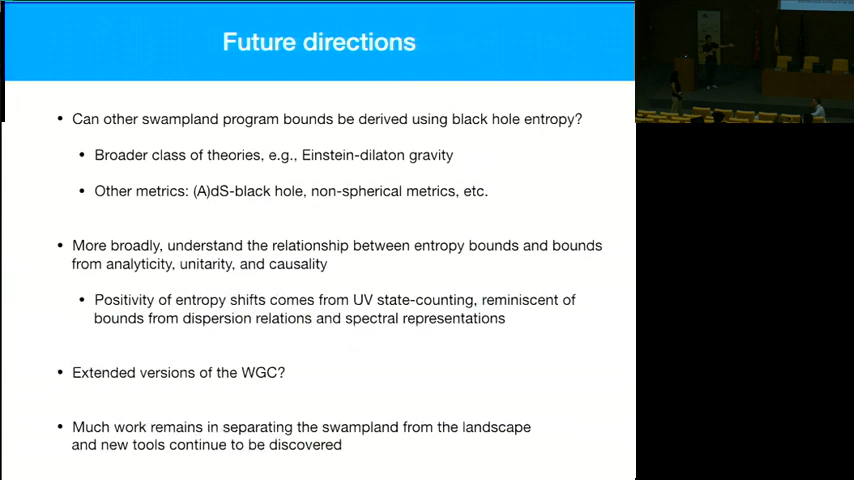 Future directions
• Can other swampland program bounds be derived using black hole entropy?
• Broader class of theories, e.g., Einstein-dilaton gravity
• Other metrics: (A)dS-black hole, non-spherical metrics, etc.
• More broadly, understand the relationship between entropy bounds and bounds
from analyticity, unitarity, and causality
• Positivity of entropy shifts comes from UV state-counting, reminiscent of
bounds from dispersion relations and spectral representations
• Extended versions of the WGC?
• Much work remains in separating the swampland from the landscape
and new tools continue to be discovered